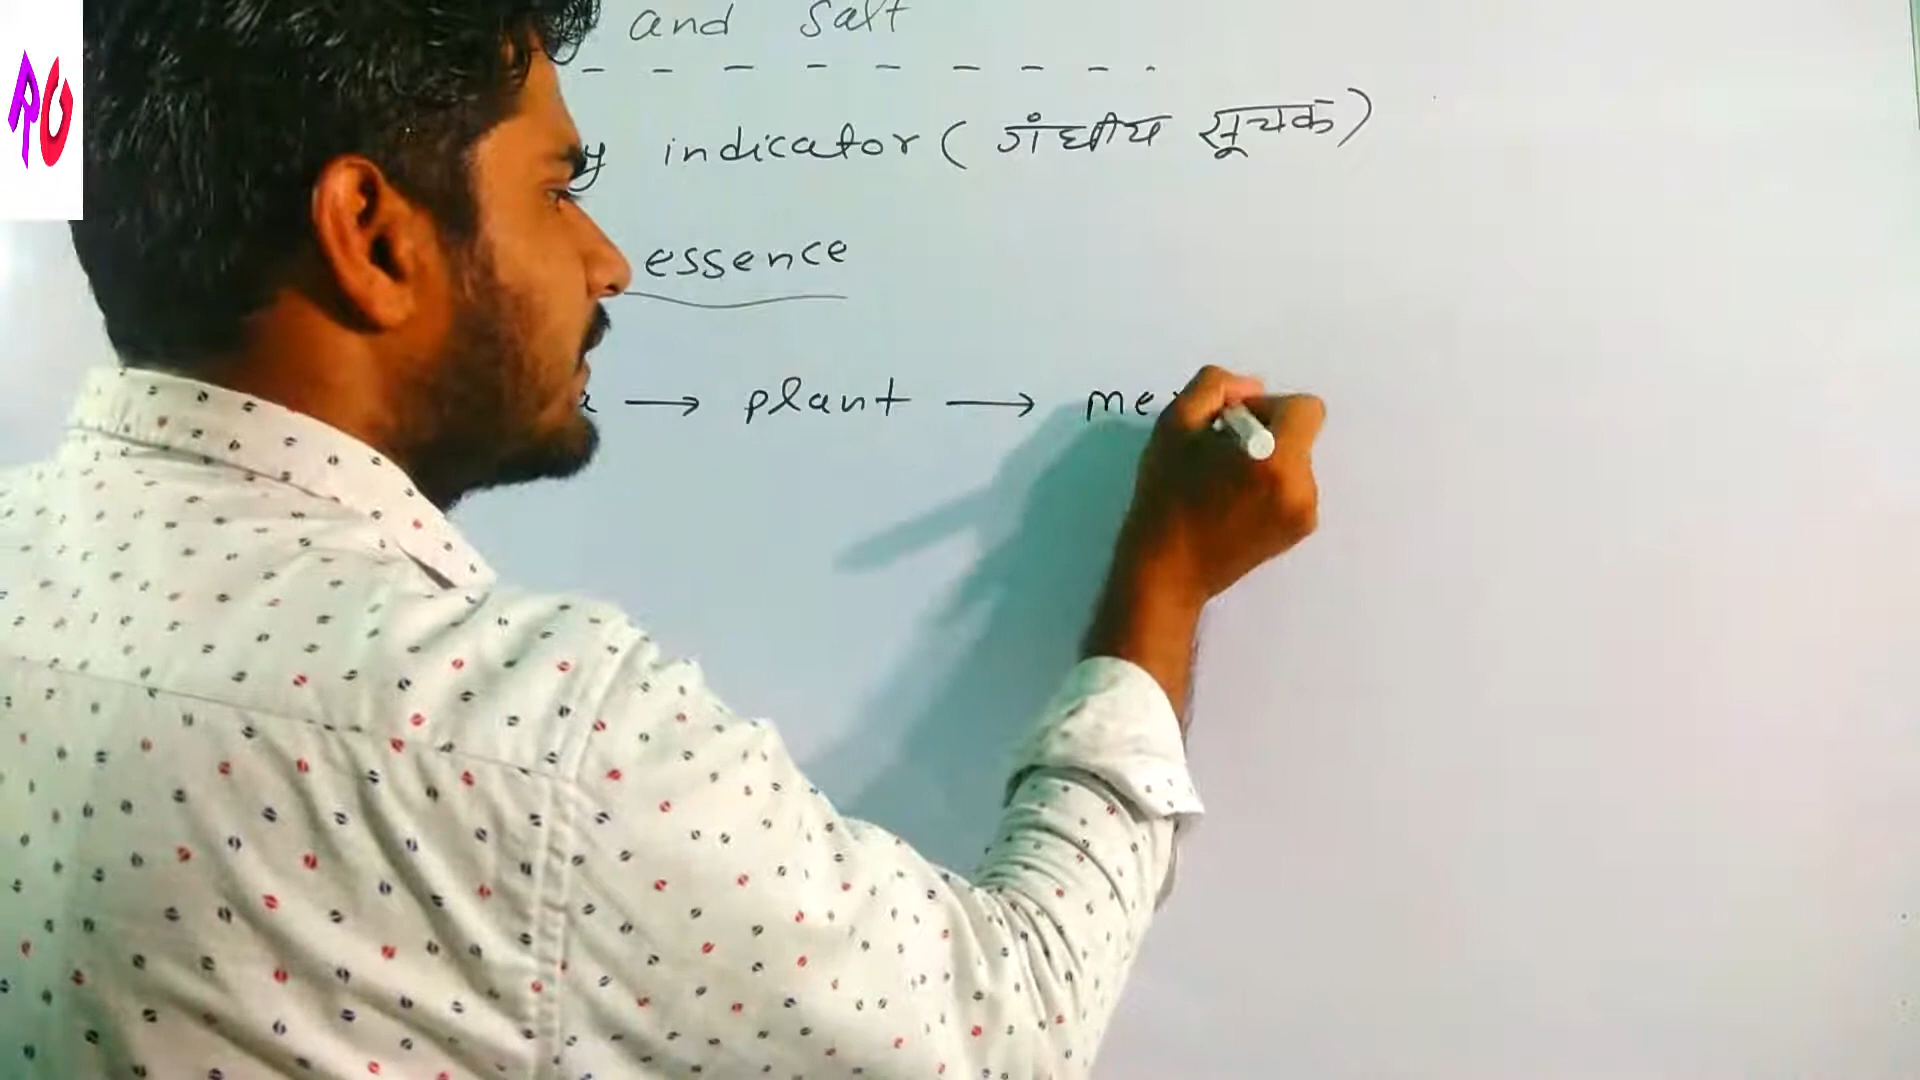 and salt
y indicator ( गंधीय सूचक )
essence
→ plant → me